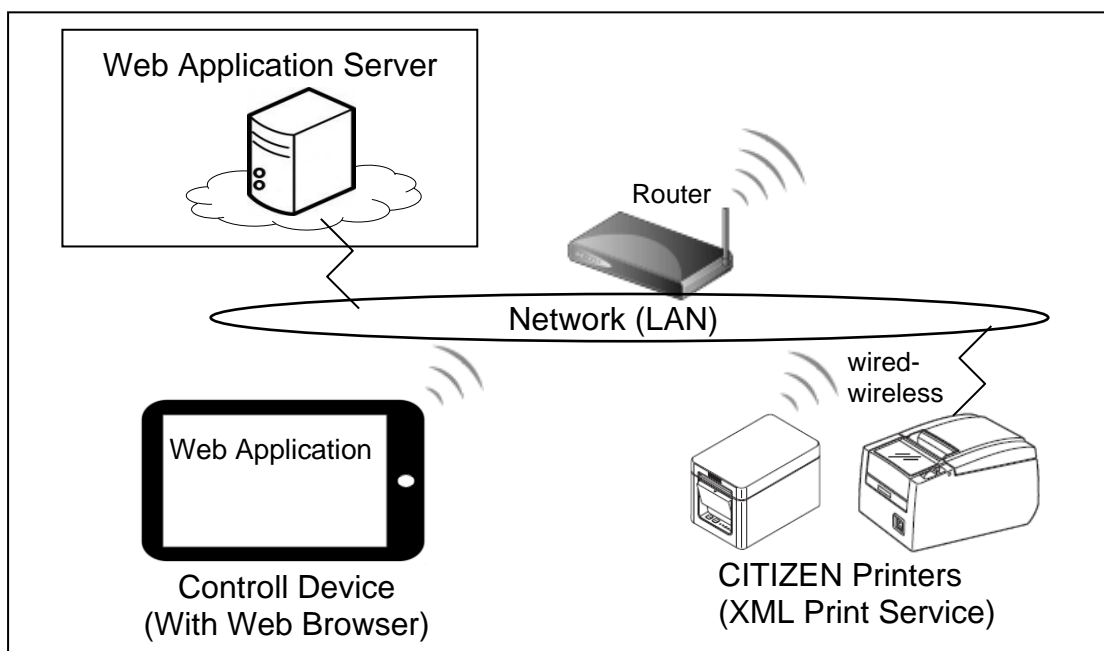 Web Application Server
Router
Network (LAN)
wired-
wireless
Web Application
Controll Device
(With Web Browser)
CITIZEN Printers
(XML Print Service)